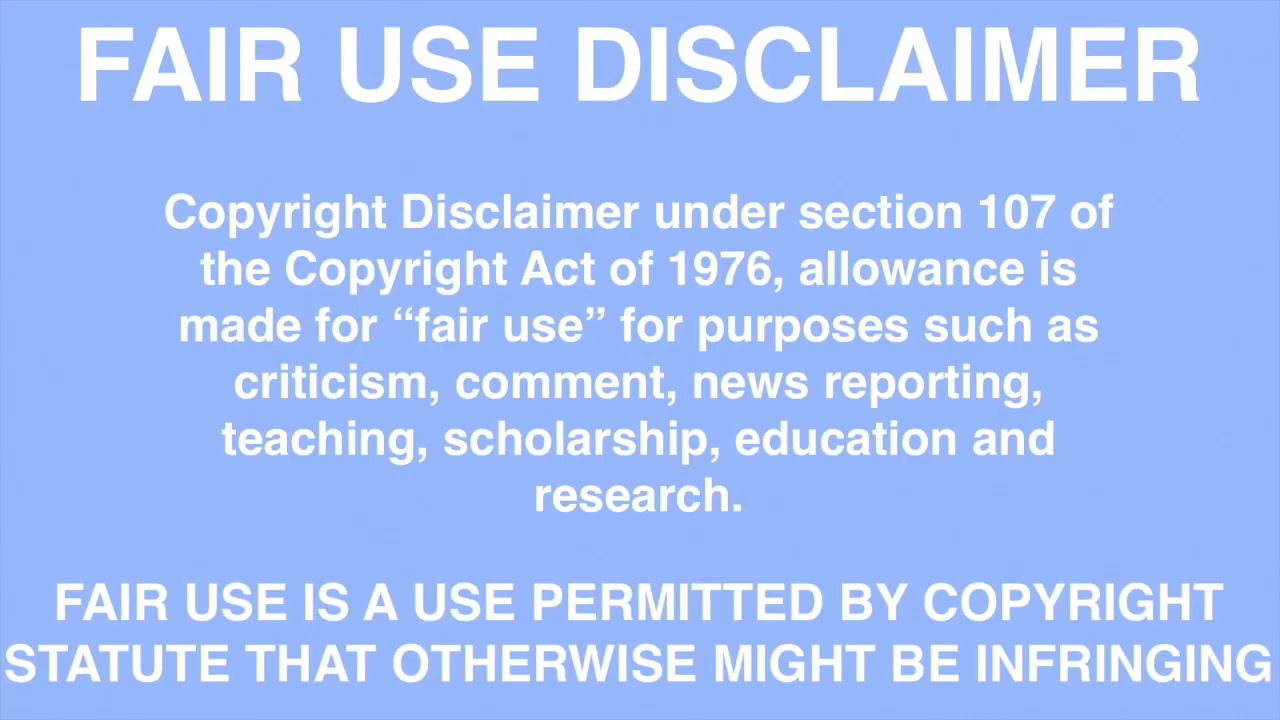 FAIR USE DISCLAIMER
Copyright Disclaimer under section 107 of
the Copyright Act of 1976, allowance is
made for “fair use” for purposes such as
criticism, comment, news reporting,
teaching, scholarship, education and
research.
FAIR USE IS A USE PERMITTED BY COPYRIGHT
STATUTE THAT OTHERWISE MIGHT BE INFRINGING